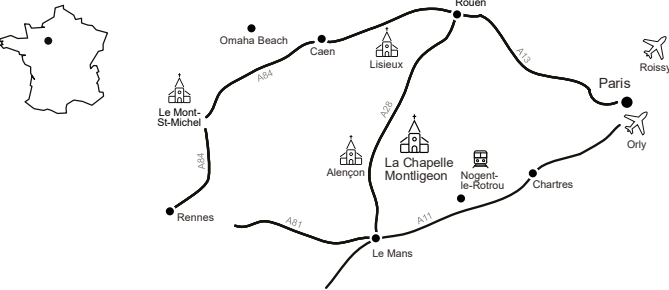 Rouen
Omaha Beach
Caen
A13
Lisieux
Roissy
A84
Paris
Le Mont-
St-Michel
A28
Orly
A84
La Chapelle
Montligeon
Alençon
Nogent-
le-Rotrou
Chartres
Rennes
A81
A11
Le Mans